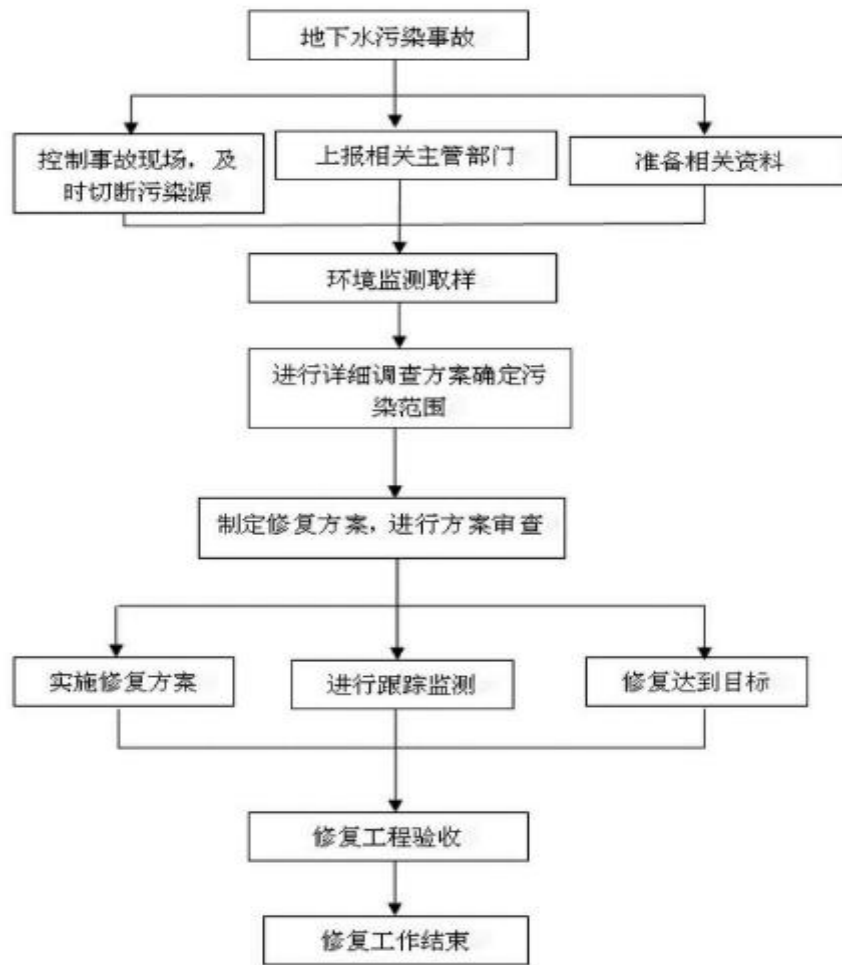 地下水污染事故
控制事故现场，及
时切断污染源
上报相关主管部门
准备相关资料
环境监测取样
进行详细调查方案确定污
染范围
制定修复方案，进行方案审查
实施修复方案
进行跟踪监测
修复达到目标
修复工程验收
修复工作结束